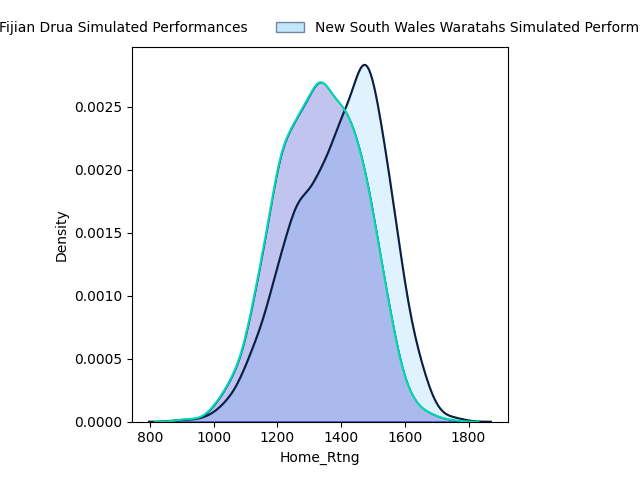 Fijian Drua Simulated Performances
New South Wales Waratahs Simulated Perform
0.0025
0.0020
0.0015
0.0010
0.0005
0.0000
Density
800 1000 1200 1400 1600 1800
Home_Rtng